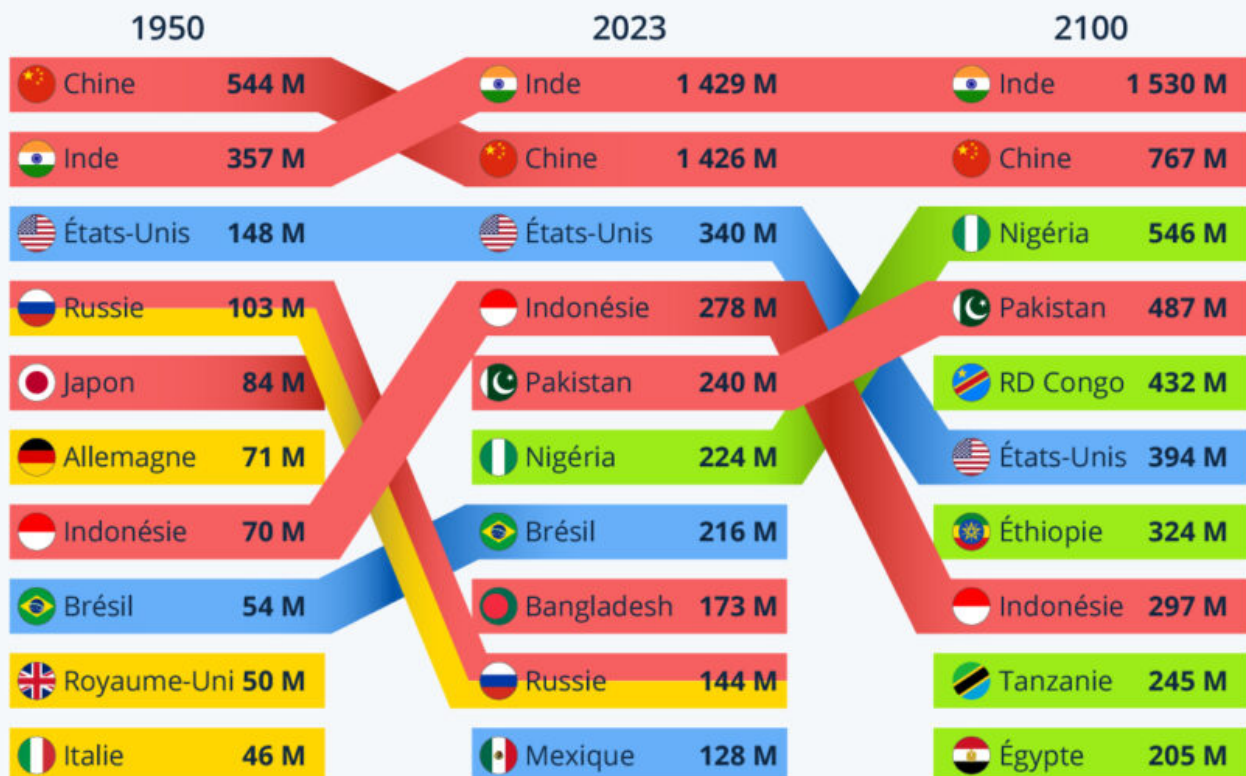 1950 2023 2100
Chine 544 M Inde 1 429 M Inde 1 530 M
Inde 357 M Chine 1 426 M Chine 767 M
États-Unis 148 M États-Unis 340 M Nigéria 546 M
Russie 103 M Indonésie 278 M Pakistan 487 M
Japon 84 M Pakistan 240 M RD Congo 432 M
Allemagne 71 M Nigéria 224 M États-Unis 394 M
Indonésie 70 M Brésil 216 M Éthiopie 324 M
Brésil 54 M Bangladesh 173 M Indonésie 297 M
Royaume-Uni 50 M Russie 144 M Tanzanie 245 M
Italie 46 M Mexique 128 M Égypte 205 M